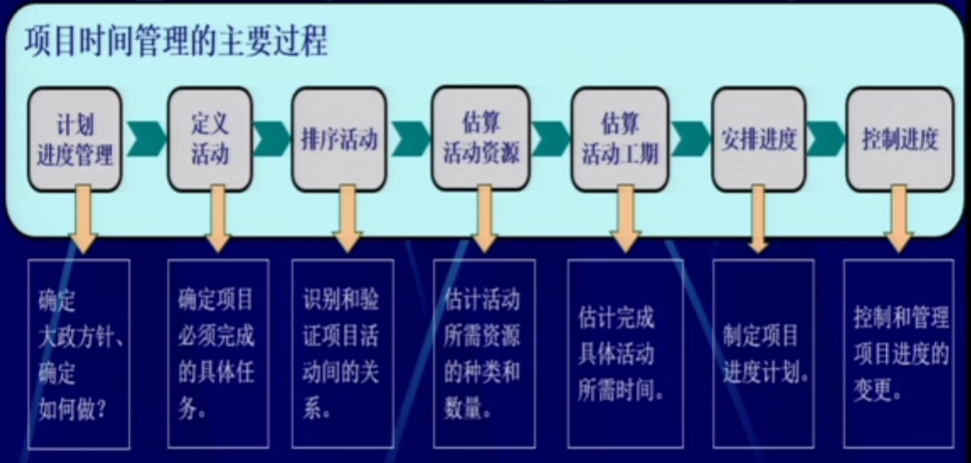 项目时间管理的主要过程
计划
进度管理
定义
活动
排序活动
估算
活动资源
估算
活动工期
安排进度
控制进度
确定
大政方针、
确定
如何做？
确定项目
必须完成
的具体任
务。
识别和验
证项目活
动间的关
系。
估计活动
所需资源
的种类和
数量。
估计完成
具体活动
所需时间。
制定项目
进度计划。
控制和管理
项目进度的
变更。